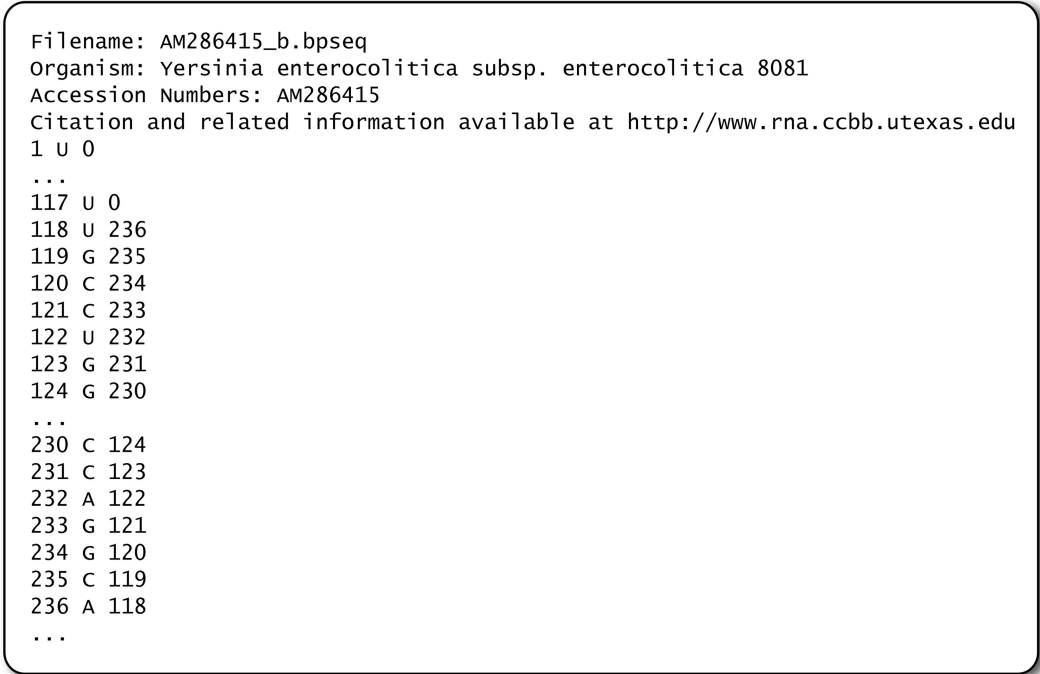 Filename: AM286415_b.bpseq
Organism: Yersinia enterocolitica subsp. enterocolitica 8081
Accession Numbers: AM286415
Citation and related information available at http://www.rna.ccbb.utexas.edu
1 U 0
...
117 U 0
118 U 236
119 G 235
120 C 234
121 C 233
122 U 232
123 G 231
124 G 230
...
230 C 124
231 C 123
232 A 122
233 G 121
234 G 120
235 C 119
236 A 118
...